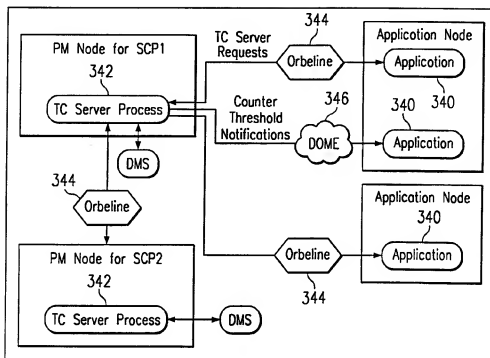 PM Node for SCP1
342
TC Server Process
DMS
TC Server
Requests
344
Orbeline
Counter
Threshold
Notifications
346
DOME
Application Node
Application
340
340
Application
344
Orbeline
PM Node for SCP2
342
TC Server Process
DMS
Orbeline
344
Application Node
340
Application